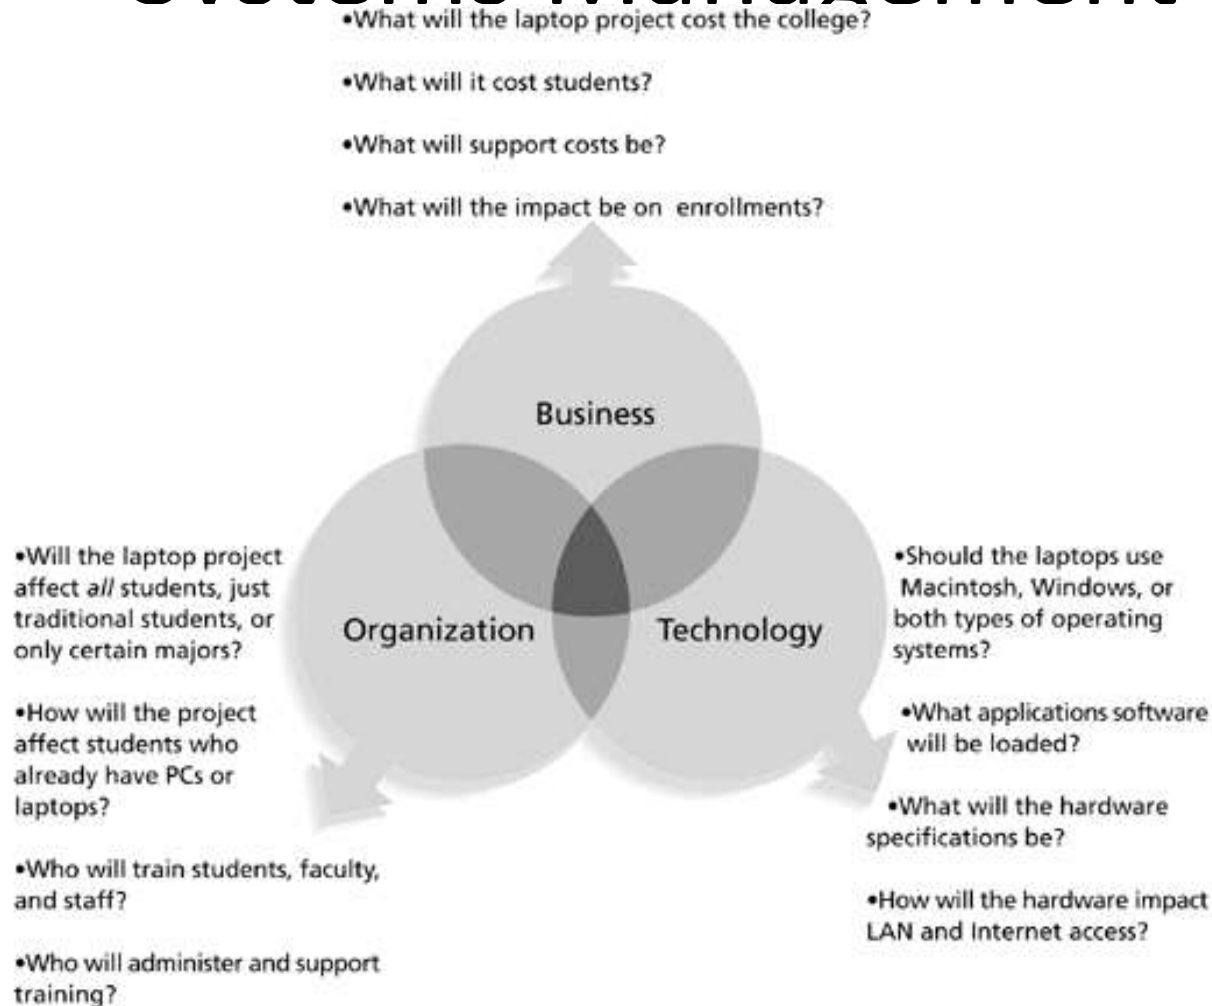 Systems Management
•What will the laptop project cost the college?
•What will it cost students?
•What will support costs be?
•What will the impact be on enrollments?
Business
Organization
Technology
•Will the laptop project
affect all students, just
traditional students, or
only certain majors?
•How will the project
affect students who
already have PCs or
laptops?
•Who will train students, faculty,
and staff?
•Who will administer and support
training?
•Should the laptops use
Macintosh, Windows, or
both types of operating
systems?
•What applications software
will be loaded?
•What will the hardware
specifications be?
•How will the hardware impact
LAN and Internet access?